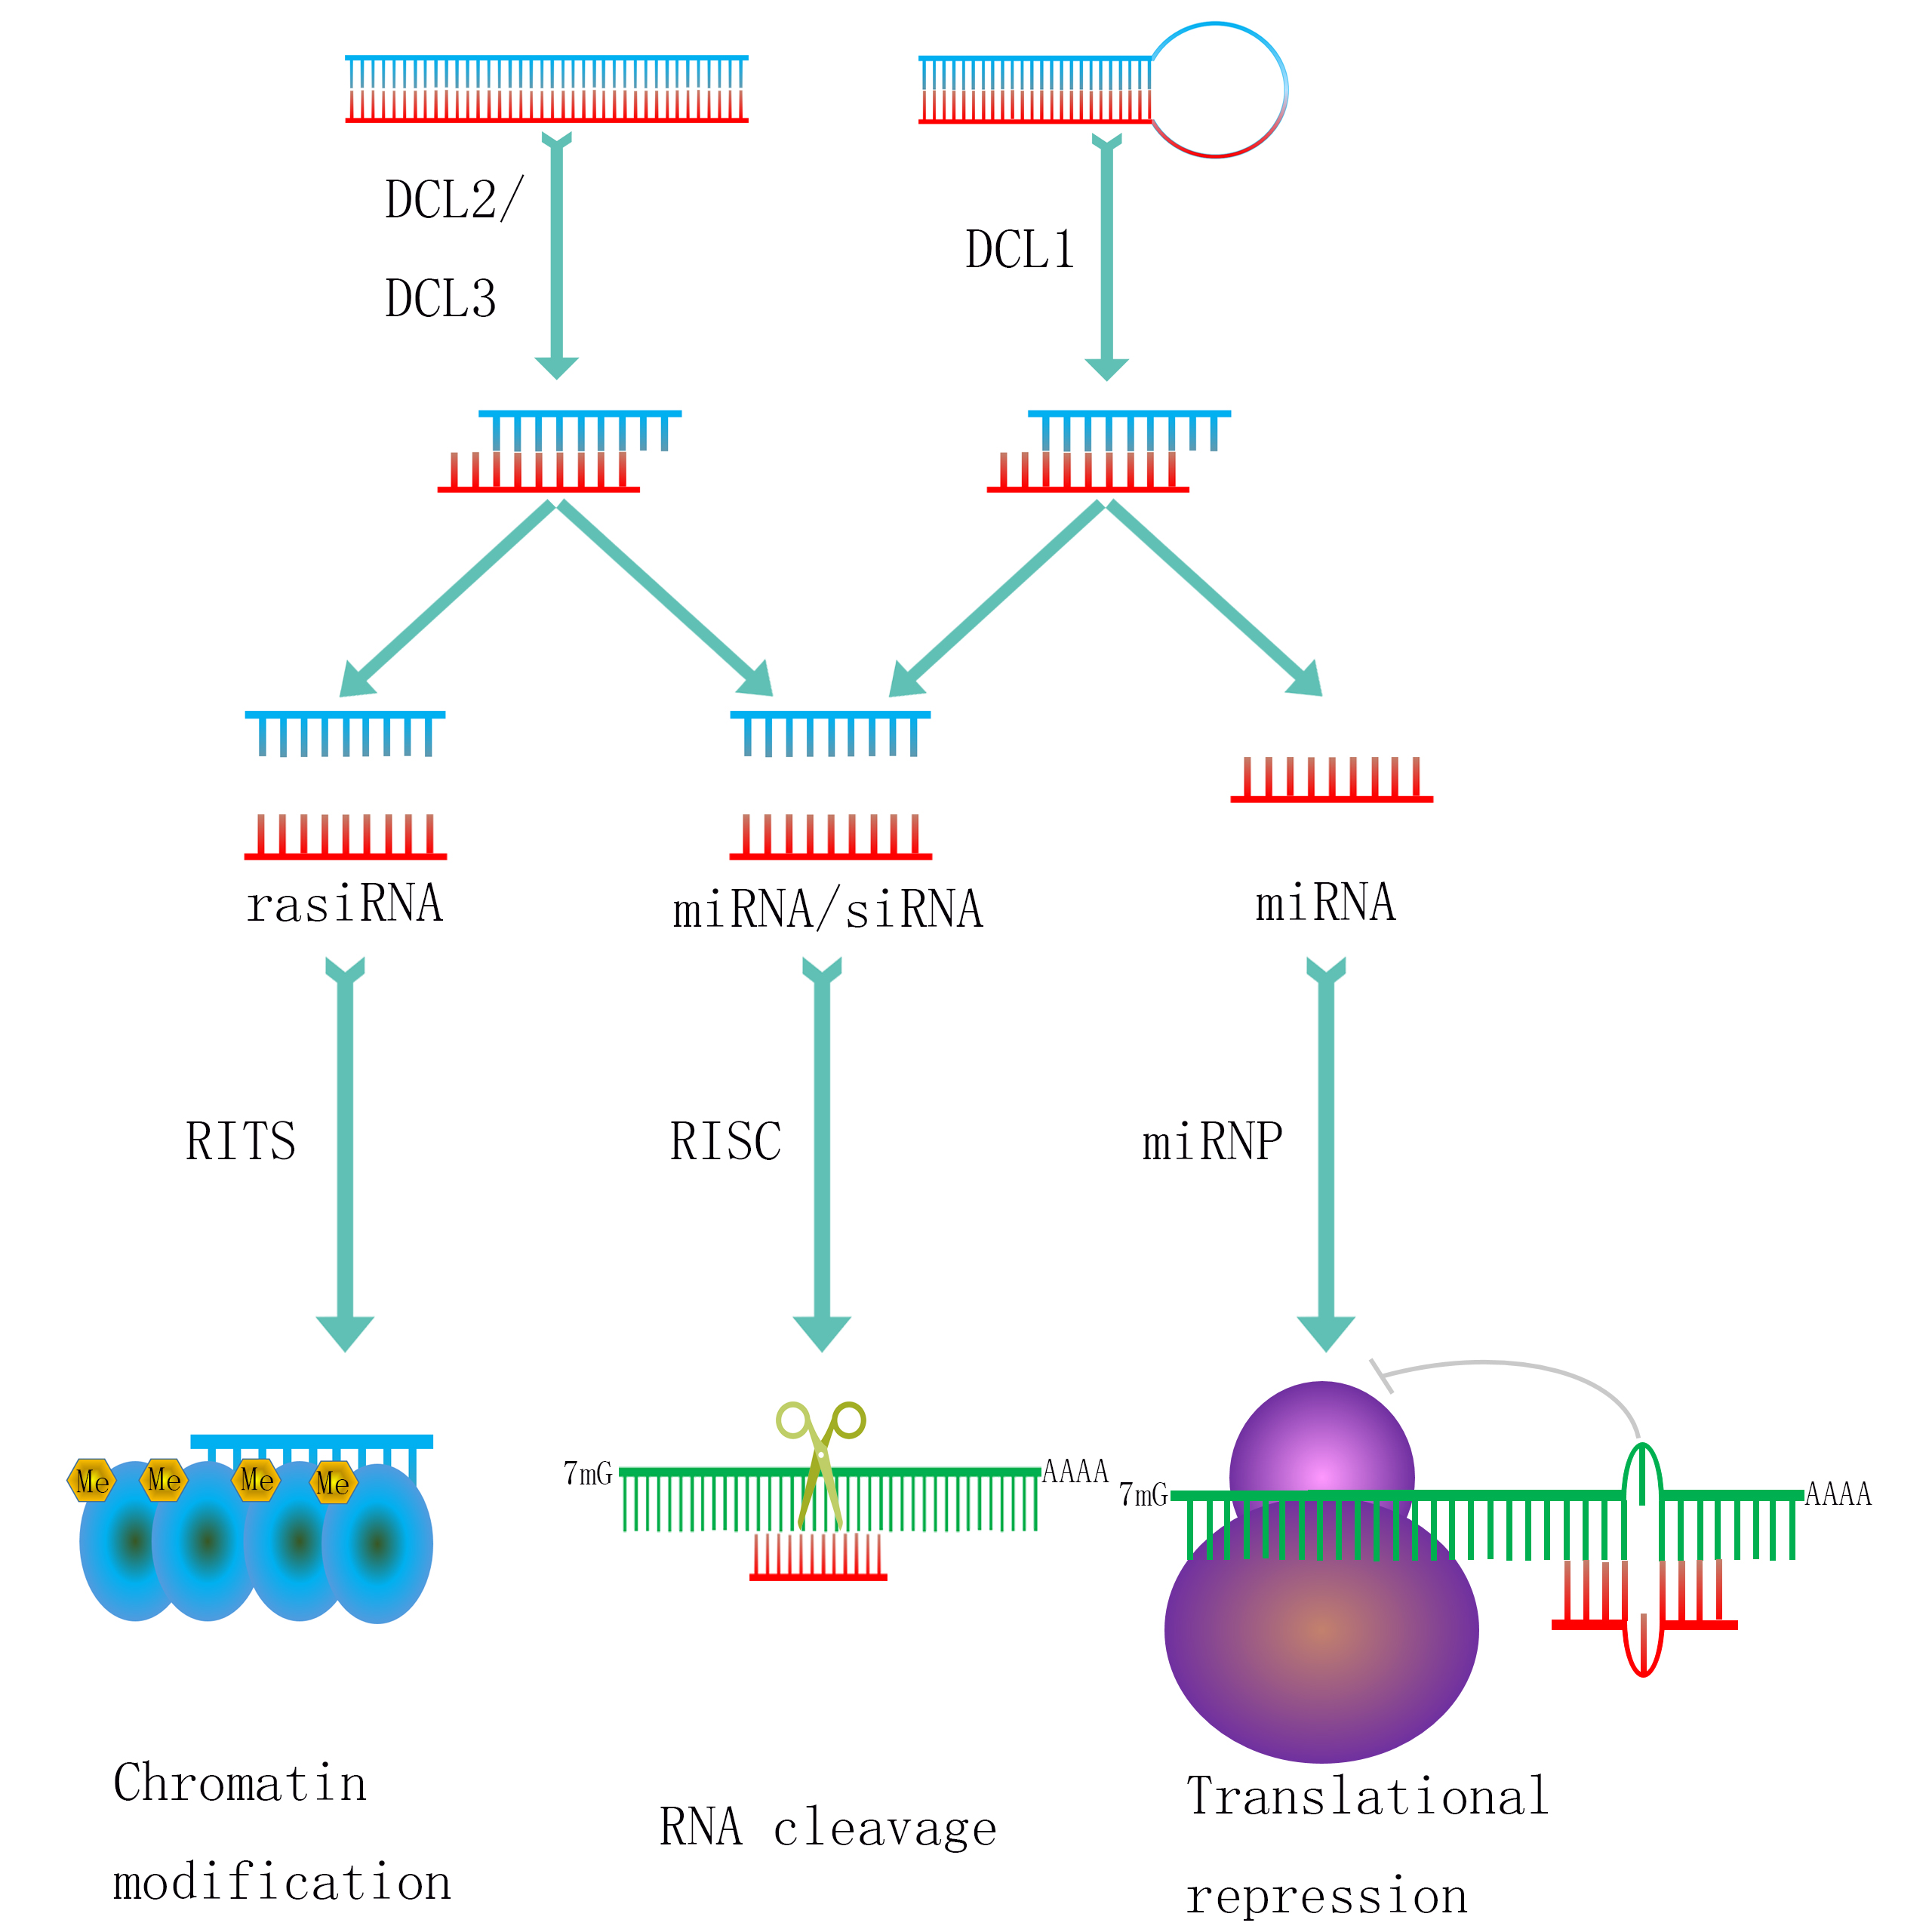 DCL2/
DCL3
DCL1
rasiRNA
miRNA/siRNA
miRNA
RITS
RISC
miRNP
Me Me Me Me
7mG AAAA
7mG AAAA
Chromatin
modification
RNA cleavage
Translational
repression